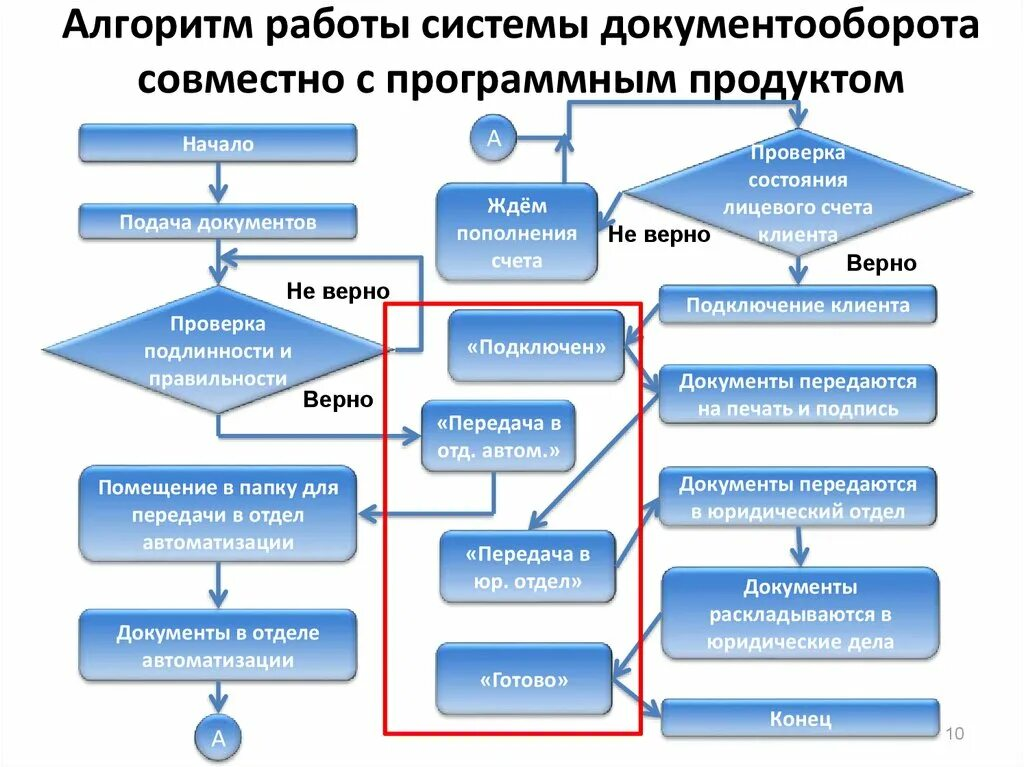 Алгоритм работы системы документооборота
совместно с программным продуктом
Начало
Подача документов
Не верно
Проверка
подлинности и
правильности
Верно
«Передача в
отд. автом.»
Помещение в папку для
передачи в отдел
автоматизации
Документы в отделе
автоматизации
А
А
Проверка
состояния
лицевого счета
клиента
Ждём
пополнения
счета
Не верно
Верно
Подключение клиента
«Подключен»
Документы передаются
на печать и подпись
«Передача в
юр. отдел»
Документы передаются
в юридический отдел
Документы
раскладываются в
юридические дела
«Готово»
Конец
10